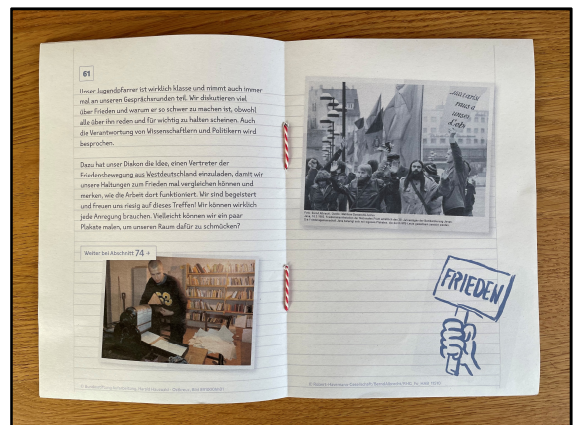 61
Unser Jugendpfarrer ist wirklich klasse und nimmt auch immer
mal an unseren Gesprächsrunden teil. Wir diskutieren viel
über Frieden und warum er so schwer zu machen ist, obwohl
alle über ihn reden und für wichtig zu halten scheinen. Auch
die Verantwortung von Wissenschaftlern und Politikern wird
besprochen.
Dazu hat unser Diakon die Idee, einen Vertreter der
Friedensbewegung aus Westdeutschland einzuladen, damit wir
unsere Haltungen zum Frieden mal vergleichen können und
merken, wie die Arbeit dort funktioniert. Wir sind begeistert
und freuen uns riesig auf dieses Treffen! Wir können wirklich
jede Anregung brauchen. Vielleicht können wir ein paar
Plakate malen, um unseren Raum dafür zu schmücken?
Weiter bei Abschnitt 74
FRIEDEN